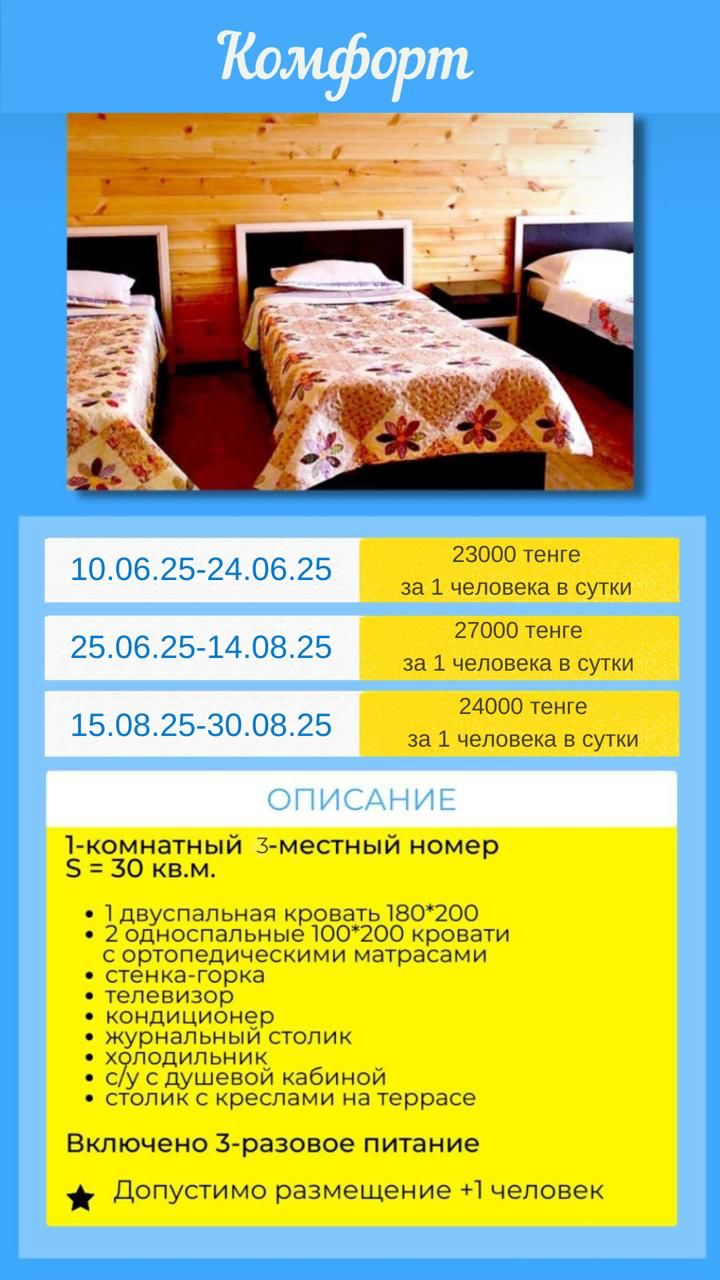 Комфорт
10.06.25-24.06.25
23000 тенге
за 1 человека в сутки
25.06.25-14.08.25
27000 тенге
за 1 человека в сутки
15.08.25-30.08.25
24000 тенге
за 1 человека в сутки
ОПИСАНИЕ
1-комнатный 3-местный номер
S = 30 кв.м.
• 1 двуспальная кровать 180*200
• 2 односпальные 100*200 кровати
с ортопедическими матрасами
• стенка-горка
• телевизор
• кондиционер
• журнальный столик
• холодильник
• с/у с душевой кабиной
• столик с креслами на террасе
Включено 3-разовое питание
★ Допустимо размещение +1 человек